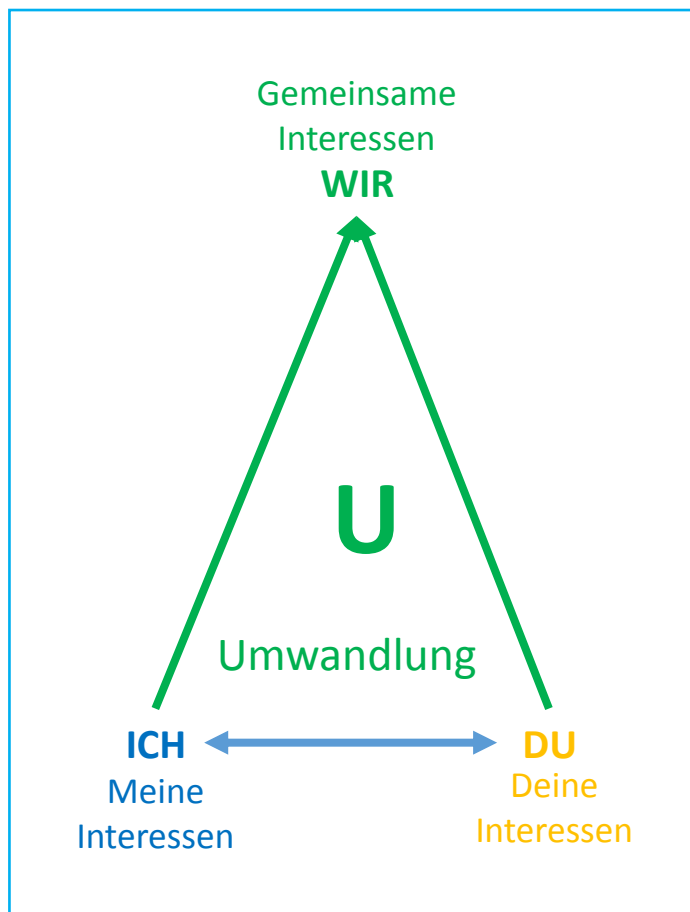 Gemeinsame
Interessen
WIR
U
Umwandlung
ICH
Meine
Interessen
DU
Deine
Interessen